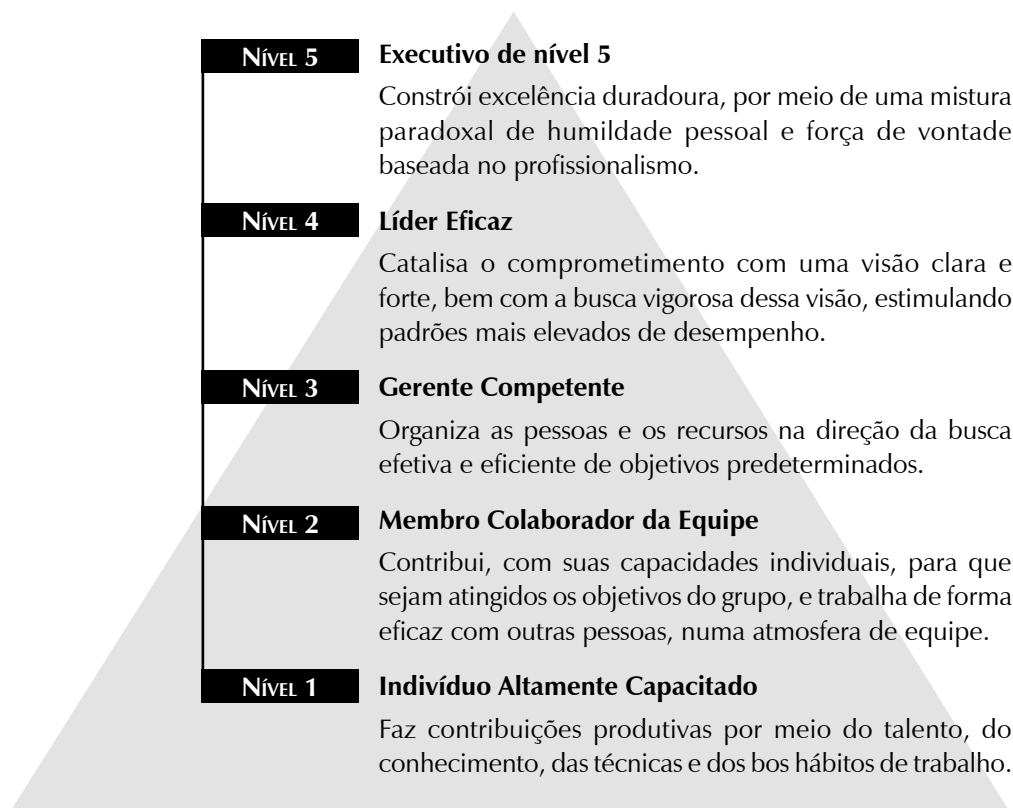 Nível 5 Executivo de nível 5
Constrói excelência duradoura, por meio de uma mistura
paradoxal de humildade pessoal e força de vontade
baseada no profissionalismo.
Nível 4 Líder Eficaz
Catalisa o comprometimento com uma visão clara e
forte, bem com a busca vigorosa dessa visão, estimulando
padrões mais elevados de desempenho.
Nível 3 Gerente Competente
Organiza as pessoas e os recursos na direção da busca
efetiva e eficiente de objetivos predeterminados.
Nível 2 Membro Colaborador da Equipe
Contribui, com suas capacidades individuais, para que
sejam atingidos os objetivos do grupo, e trabalha de forma
eficaz com outras pessoas, numa atmosfera de equipe.
Nível 1 Indivíduo Altamente Capacitado
Faz contribuições produtivas por meio do talento, do
conhecimento, das técnicas e dos bos hábitos de trabalho.